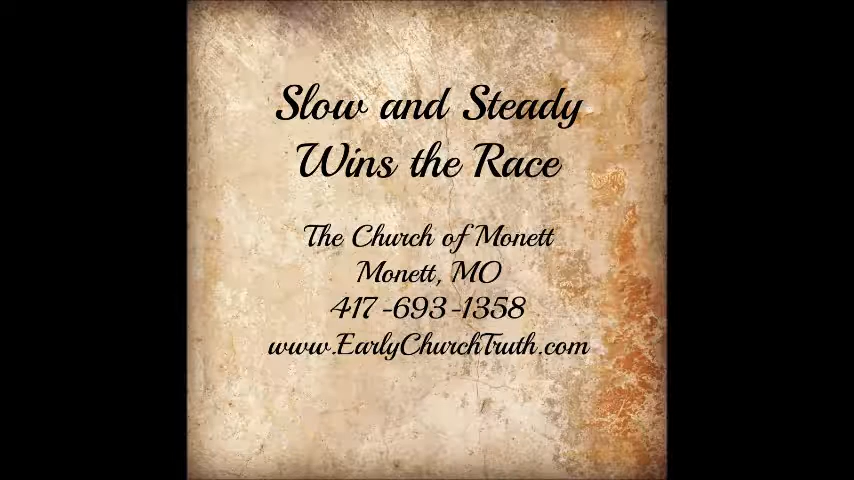 Slow and Steady
Wins the Race
The Church of Monett
Monett, MO
417-693-1358
www.EarlyChurchTruth.com